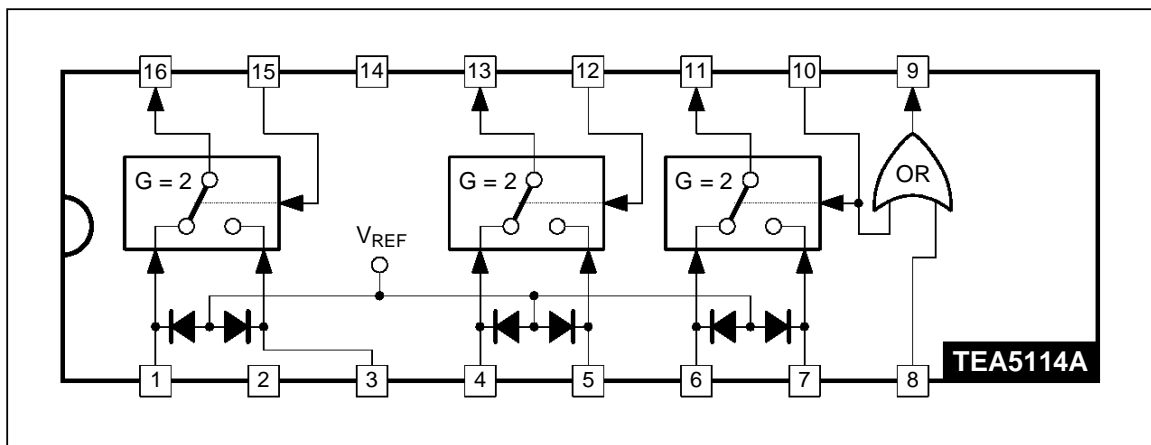 16 15 14 13 12 11 10 9
G = 2 G = 2 G = 2 OR
VREF
TEA5114A
1 2 3 4 5 6 7 8